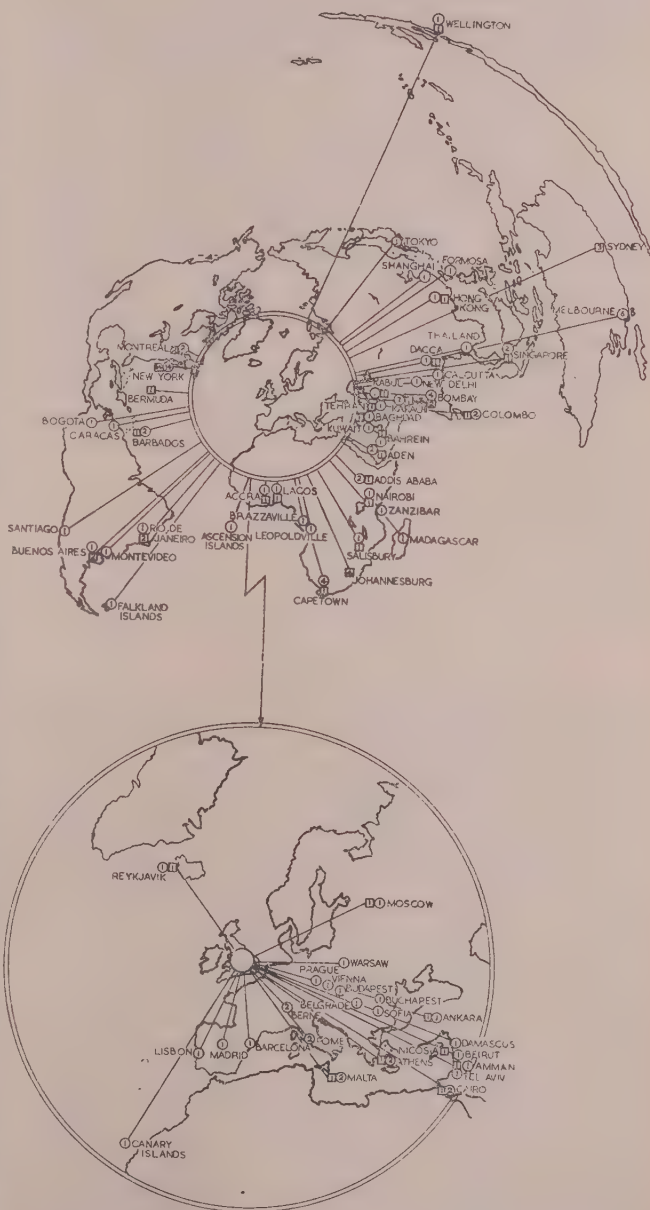 WELLINGTON
TOKYO
SHANGHAI
FORMOSA
SYDNEY
HONG
KONG
MELBOURNE
THAILAND
MONTREAL
DACCA
SINGAPORE
NEW YORK
CALCUTTA
KABUL
NEW DELHI
BERMUDA
BOMBAY
TEHRAN
KARACHI
BOGOTA
BAGHDAD
COLOMBO
CARACAS
KUWAIT
BARBADOS
BAHREIN
ADEN
ADDIS ABABA
ACCRA
LAGOS
NAIROBI
BRAZZAVILLE
ZANZIBAR
SANTIAGO
RIO DE
JANEIRO
ASCENSION
ISLANDS
LEOPOLDVILLE
MADAGASCAR
BUENOS AIRES
MONTEVIDEO
SALISBURY
JOHANNESBURG
CAPETOWN
FALKLAND
ISLANDS
REYKJAVIK
MOSCOW
WARSAW
PRAGUE
VIENNA
BUDAPEST
BELGRADE
BUCHAREST
BERNE
SOFIA
ANKARA
LISBON
MADRID
BARCELONA
ROME
NICOSIA
DAMASCUS
BEIRUT
ATHENS
AMMAN
TEL AVIV
MALTA
CAIRO
CANARY
ISLANDS